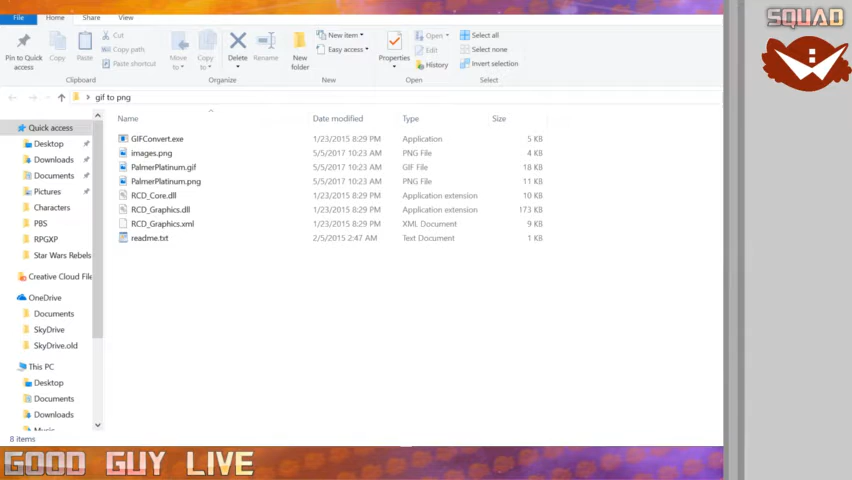 SQUAD
File Home Share View
Pin to Quick access
Copy
Paste
Cut
Copy path
Paste shortcut
Clipboard
Move to
Copy to
Delete
Rename
Organize
New folder
New item
Easy access
New
Properties
Open
Edit
History
Open
Select all
Select none
Invert selection
Select
gif to png
Name Date modified Type Size
GIFConvert.exe 1/23/2015 8:29 PM Application 5 KB
images.png 5/5/2017 10:23 AM PNG File 4 KB
PalmerPlatinum.gif 5/5/2017 10:23 AM GIF File 18 KB
PalmerPlatinum.png 5/5/2017 10:23 AM PNG File 11 KB
RCD_Core.dll 1/23/2015 8:29 PM Application extension 10 KB
RCD_Graphics.dll 1/23/2015 8:29 PM Application extension 173 KB
RCD_Graphics.xml 1/23/2015 8:29 PM XML Document 9 KB
readme.txt 2/5/2015 2:47 AM Text Document 1 KB
Quick access
Desktop
Downloads
Documents
Pictures
Characters
PBS
RPGXP
Star Wars Rebels
Creative Cloud File
OneDrive
Documents
SkyDrive
SkyDrive.old
This PC
Desktop
Documents
Downloads
8 items
GOOD GUY LIVE